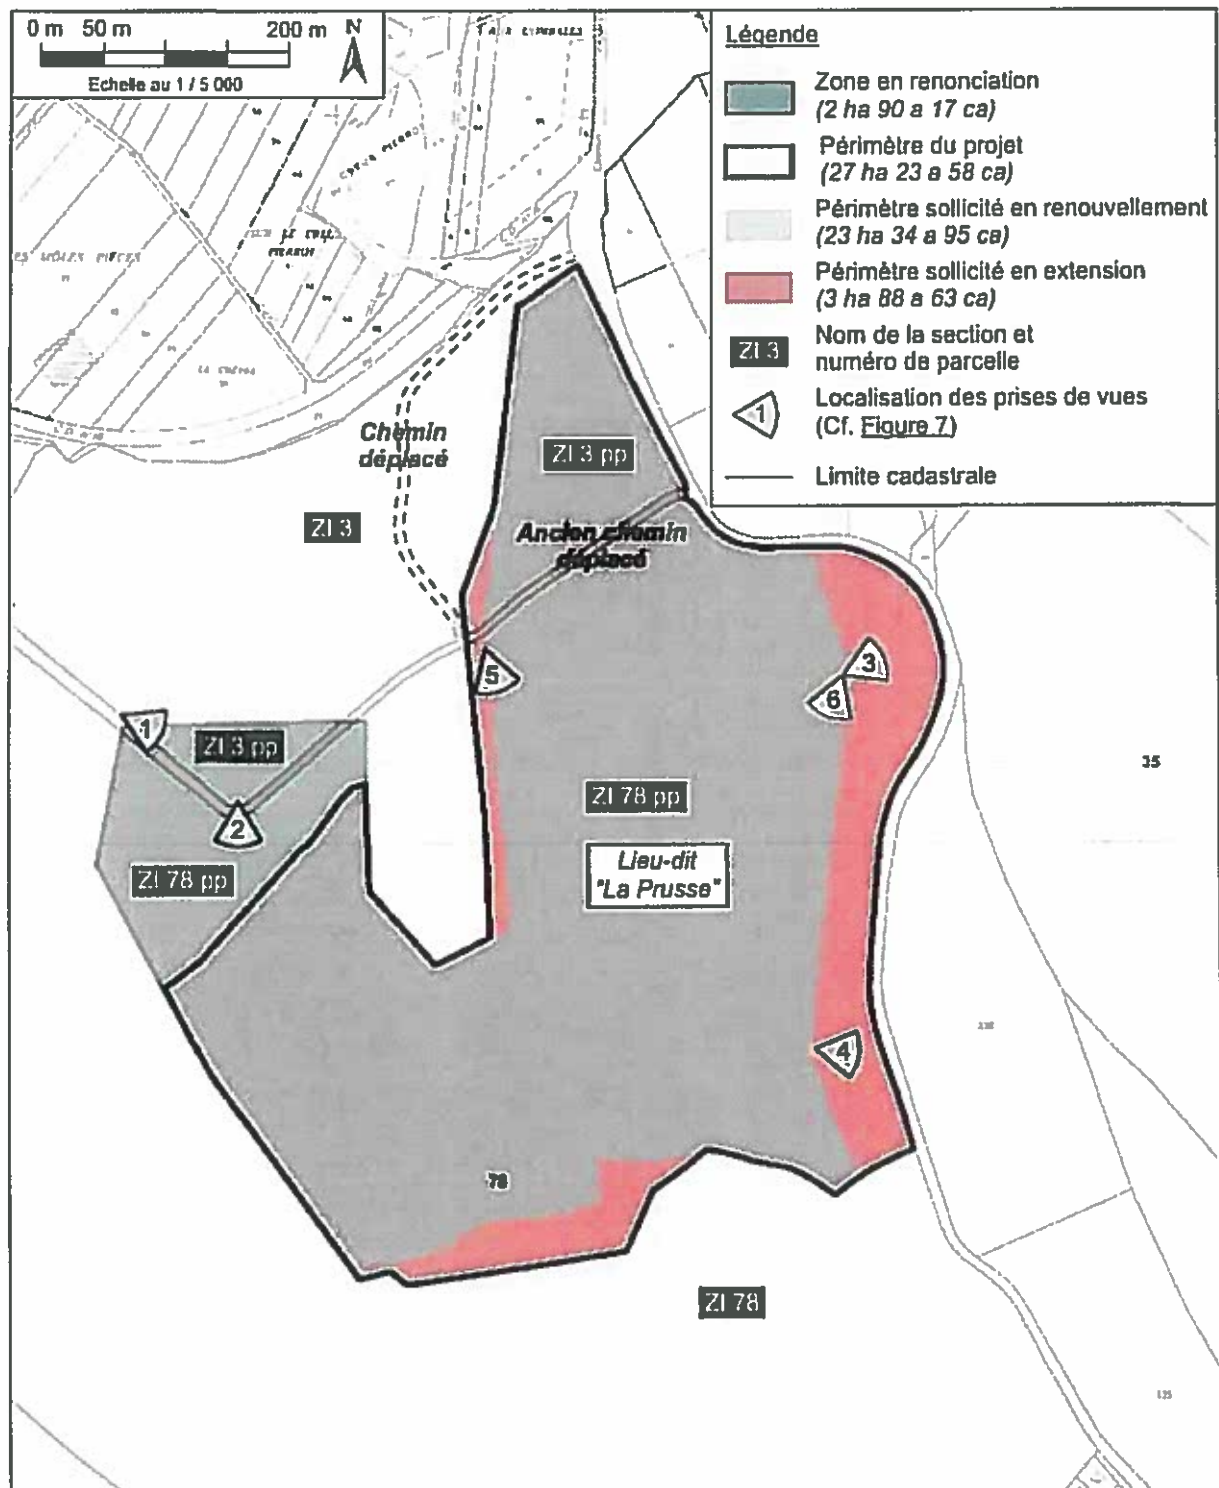 0 m 50 m 200 m N
Echelle au 1 / 5 000
Légende
Zone en renonciation
(2 ha 90 a 17 ca)
Périmètre du projet
(27 ha 23 a 58 ca)
Périmètre sollicité en renouvellement
(23 ha 34 a 95 ca)
Périmètre sollicité en extension
(3 ha 88 a 63 ca)
ZI 3
Nom de la section et
numéro de parcelle
1
Localisation des prises de vues
(Cf. Figure 7)
Limite cadastrale
Chemin
déplacé
ZI 3 pp
ZI 3
Ancien chemin
déplacé
5
3
6
1
ZI 3 pp
2
ZI 78 pp
35
ZI 78 pp
Lieu-dit
"La Prusse"
4
78
ZI 78